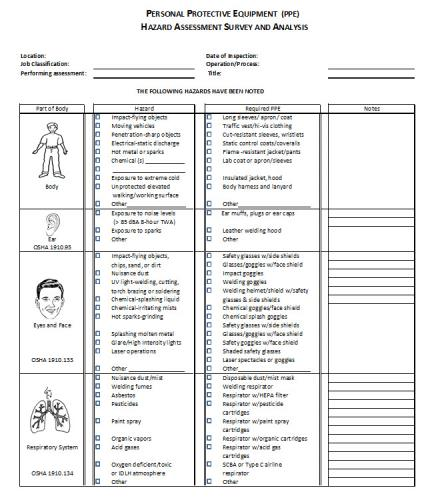 PERSONAL PROTECTIVE EQUIPMENT (PPE)
HAZARD ASSESSMENT SURVEY AND ANALYSIS
Location:
Date of Inspection:
Job Classification:
Operation/Process:
Performing assessment:
Title:
THE FOLLOWING HAZARDS HAVE BEEN NOTED
Part of Body Hazard Required PPE Notes
Impact-flying objects Long sleeves/ apron/ coat
Moving vehicles Traffic vest/hi-vis clothing
Penetration-sharp objects Cut-resistant sleeves, wristlets
Electrical-static discharge Static control coats/coveralls
Hot metal or sparks Flame -resistant jacket/pants
Chemical (s) Lab coat or apron/sleeves
Exposure to extreme cold Insulated jacket, hood
Body Unprotected elevated Body harness and lanyard
walking/working surface
Other Other
Exposure to noise levels Ear muffs, plugs or ear caps
(> 85 dBA 8-hour TWA)
Ear Exposure to sparks Leather welding hood
OSHA 1910.95 Other Other
Impact-flying objects, Safety glasses w/side shields
chips, sand, or dirt Glasses/goggles w/face shield
Nuisance dust Impact goggles
UV light-welding, cutting, Welding goggles
torch brazing or soldering Welding helmet/shield w/safety
Chemical-splashing liquid glasses & side shields
Chemical-irritating mists Chemical goggles/face shield
Hot sparks-grinding Chemical splash goggles
Eyes and Face Safety glasses w/side shields
Splashing molten metal Glasses/goggles w/face shield
Glare/High intensity lights Safety goggles w/face shield
Laser operations Shaded safety glasses
OSHA 1910.133 Laser spectacles or goggles
Other Other
Nuisance dust/mist Disposable dust/mist mask
Welding fumes Welding respirator
Asbestos Respirator w/HEPA filter
Pesticides Respirator w/pesticide
cartridges
Paint spray Respirator w/paint spray
cartridges
Organic vapors Respirator w/organic cartridges
Respiratory System Acid gases Respirator w/acid gas
cartridges
Oxygen deficient/toxic SCBA or Type C airline
OSHA 1910.134 or IDLH atmosphere respirator
Other Other